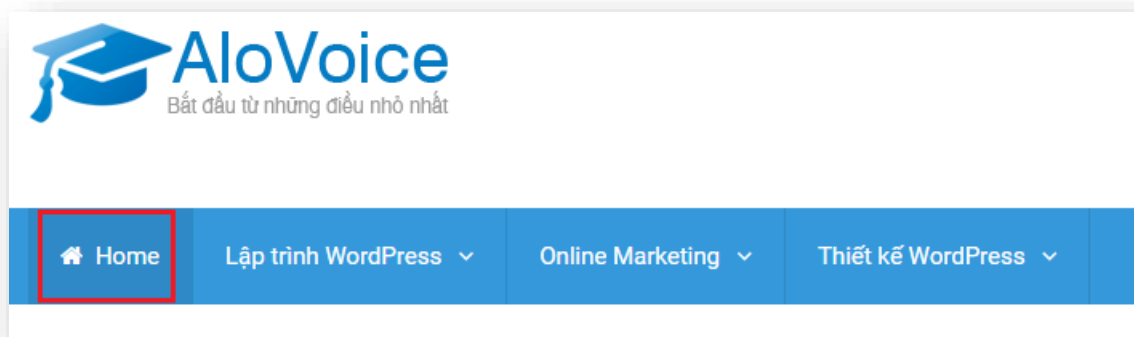 AloVoice
Bắt đầu từ những điều nhỏ nhất
Home Lập trình WordPress Online Marketing Thiết kế WordPress